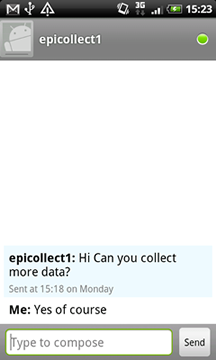 3G
15:23
epicollect1
epicollect1: Hi Can you collect
more data?
Sent at 15:18 on Monday
Me: Yes of course
Type to compose
Send